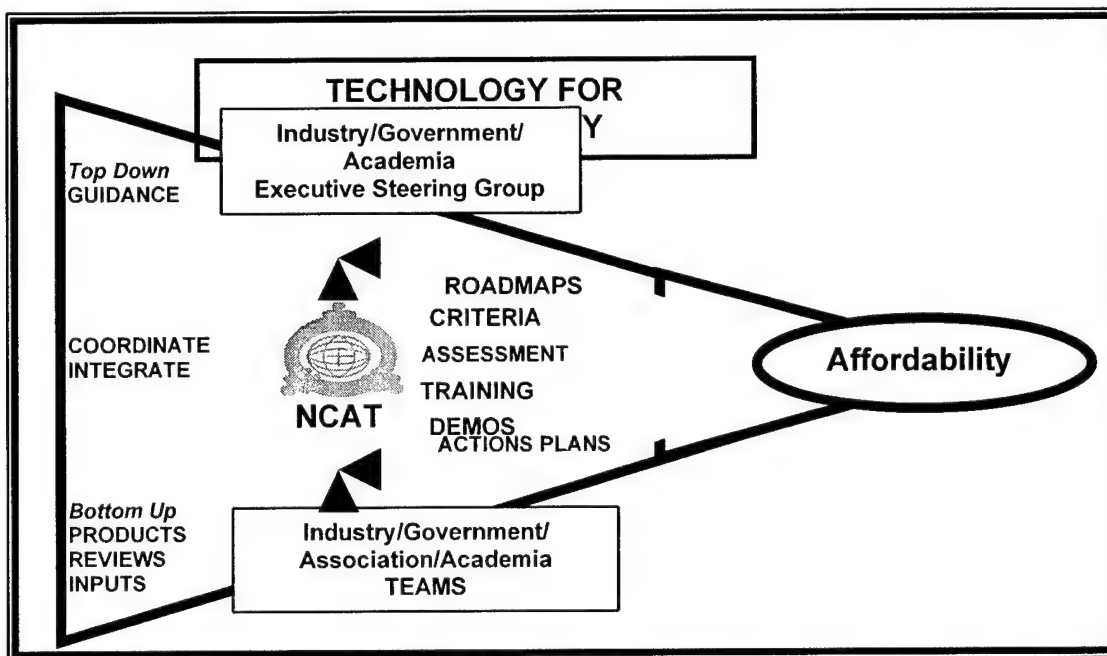 TECHNOLOGY FOR
Y
Industry/Government/
Academia
Executive Steering Group
Top Down
GUIDANCE
ROADMAPS
CRITERIA
ASSESSMENT
TRAINING
DEMOS
ACTIONS PLANS
COORDINATE
INTEGRATE
NCAT
Affordability
Bottom Up
PRODUCTS
REVIEWS
INPUTS
Industry/Government/
Association/Academia
TEAMS